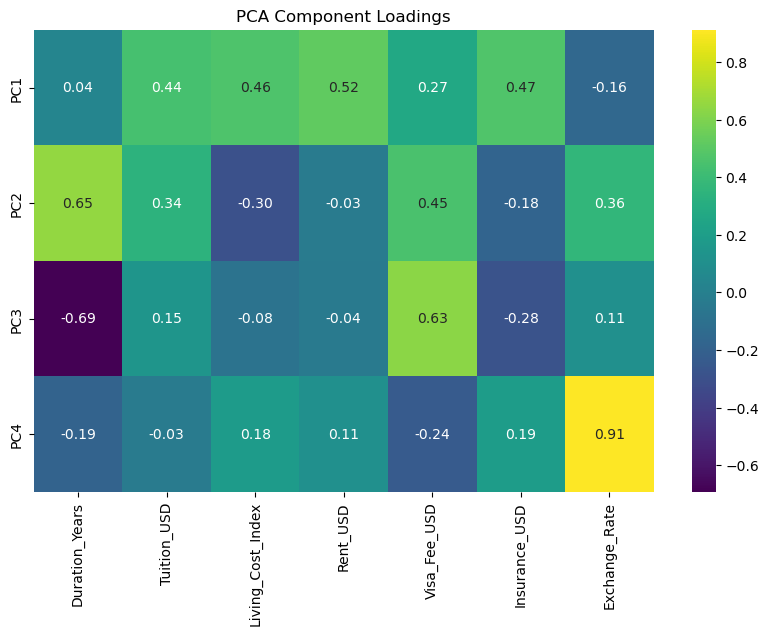 PCA Component Loadings
PC1 0.04 0.44 0.46 0.52 0.27 0.47 -0.16
PC2 0.65 0.34 -0.30 -0.03 0.45 -0.18 0.36
PC3 -0.69 0.15 -0.08 -0.04 0.63 -0.28 0.11
PC4 -0.19 -0.03 0.18 0.11 -0.24 0.19 0.91
Duration_Years Tuition_USD Living_Cost_Index Rent_USD Visa_Fee_USD Insurance_USD Exchange_Rate
0.8
0.6
0.4
0.2
0.0
−0.2
−0.4
−0.6